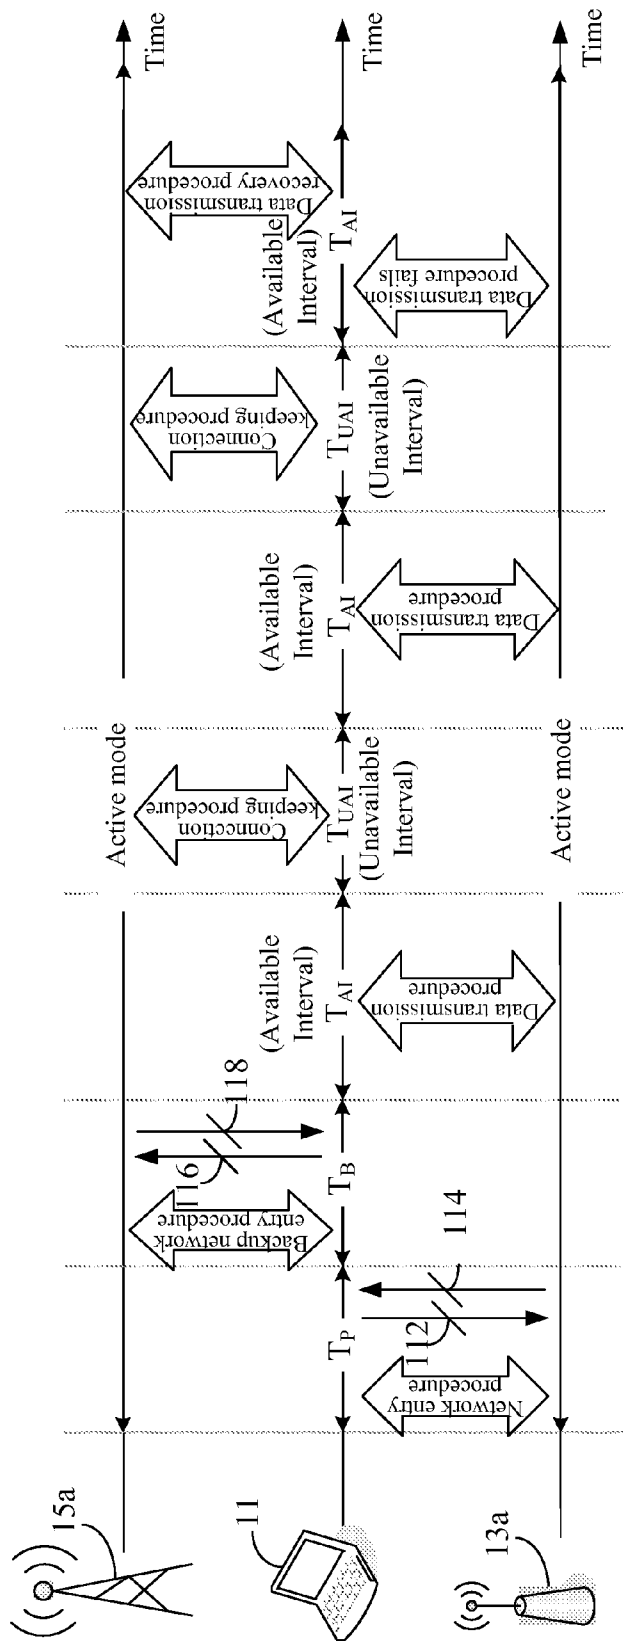 15a
11
13a
Network entry
procedure
112
114
T_P
Backup network
entry procedure
116
118
T_B
Data transmission
procedure
(Available
Interval)
T_AI
Active mode
Connection
keeping procedure
T_UAI
(Unavailable
Interval)
Active mode
(Available
Interval)
T_AI
Data transmission
procedure
Connection
keeping procedure
T_UAI
(Unavailable
Interval)
(Available
Interval)
T_AI
Data transmission
recovery procedure
Data transmission
procedure fails
Time
Time
Time